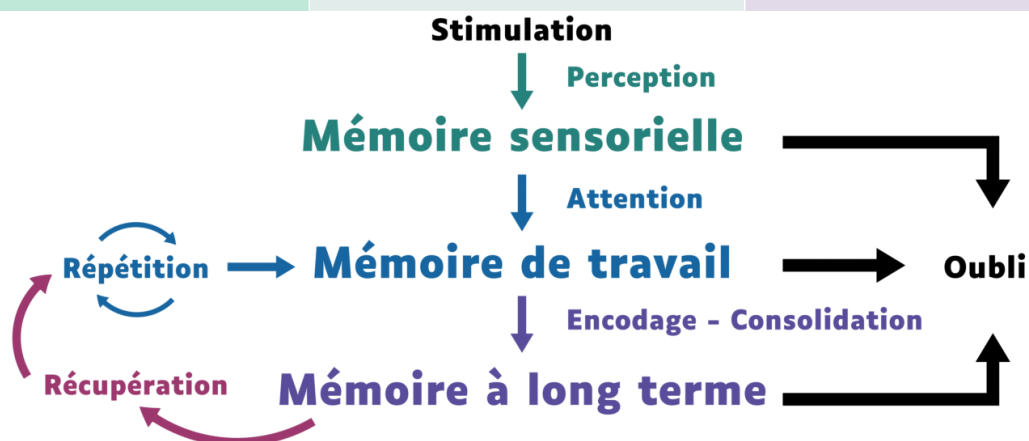 Stimulation
Perception
Mémoire sensorielle
Attention
Répétition
Mémoire de travail
Oubli
Encodage - Consolidation
Récupération
Mémoire à long terme